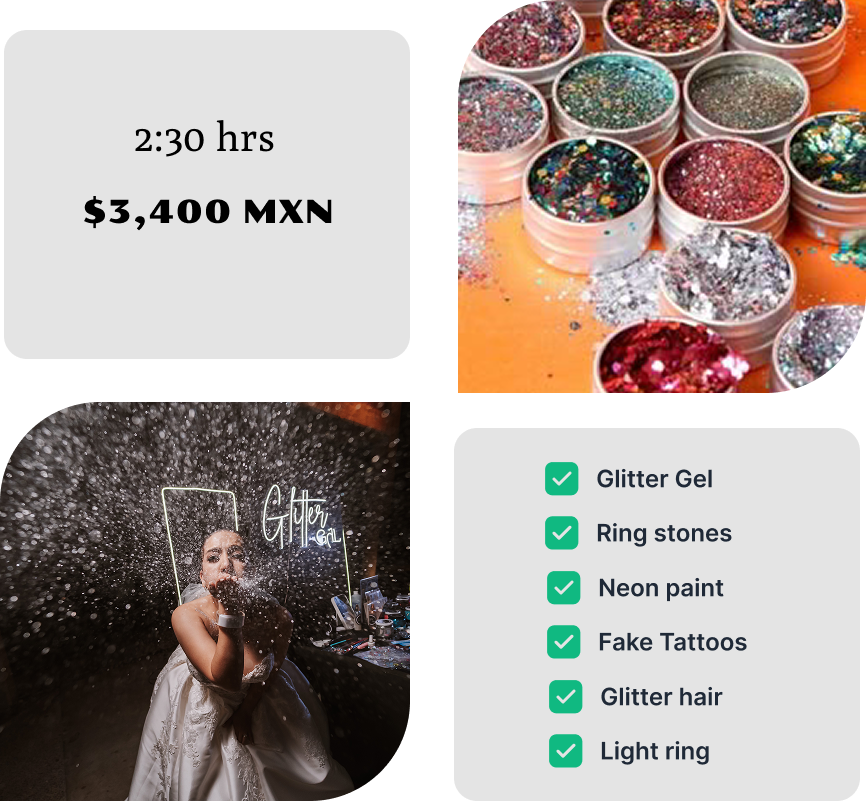 2:30 hrs
$3,400 MXN
Glitter
GAL
Glitter Gel
Ring stones
Neon paint
Fake Tattoos
Glitter hair
Light ring